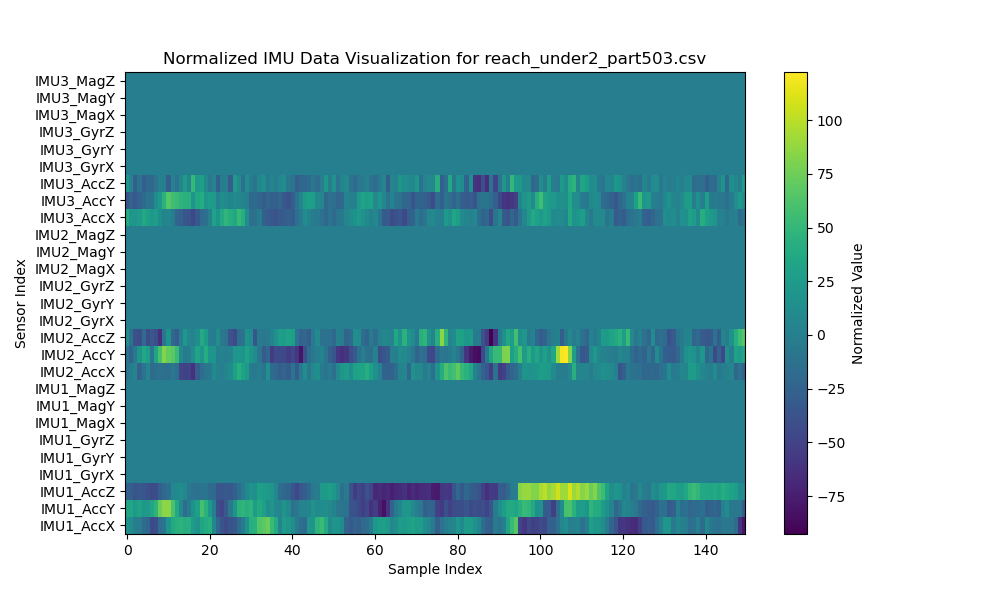 Normalized IMU Data Visualization for reach_under2_part503.csv
IMU3_MagZ
IMU3_MagY
IMU3_MagX
IMU3_GyrZ
IMU3_GyrY
IMU3_GyrX
IMU3_AccZ
IMU3_AccY
IMU3_AccX
IMU2_MagZ
IMU2_MagY
IMU2_MagX
IMU2_GyrZ
IMU2_GyrY
IMU2_GyrX
IMU2_AccZ
IMU2_AccY
IMU2_AccX
IMU1_MagZ
IMU1_MagY
IMU1_MagX
IMU1_GyrZ
IMU1_GyrY
IMU1_GyrX
IMU1_AccZ
IMU1_AccY
IMU1_AccX
Sensor Index
0 20 40 60 80 100 120 140
Sample Index
100
75
50
25
0
−25
−50
−75
Normalized Value